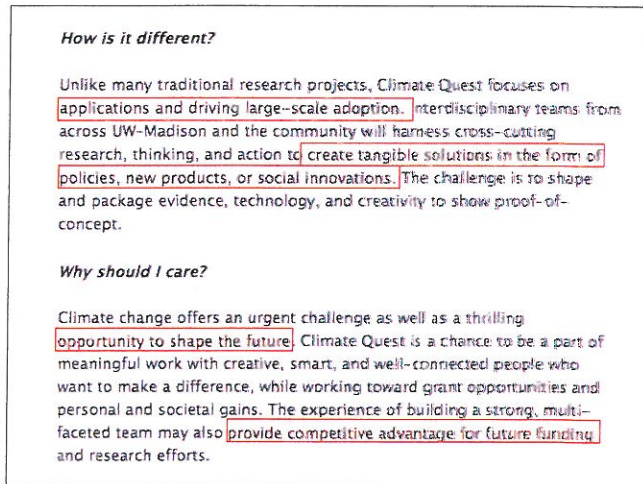 How is it different?
Unlike many traditional research projects, Climate Quest focuses on
applications and driving large-scale adoption. Interdisciplinary teams from
across UW-Madison and the community will harness cross-cutting
research, thinking, and action to create tangible solutions in the form of
policies, new products, or social innovations. The challenge is to shape
and package evidence, technology, and creativity to show proof-of-
concept.
Why should I care?
Climate change offers an urgent challenge as well as a thrilling
opportunity to shape the future. Climate Quest is a chance to be a part of
meaningful work with creative, smart, and well-connected people who
want to make a difference, while working toward grant opportunities and
personal and societal gains. The experience of building a strong, multi-
faceted team may also provide competitive advantage for future funding
and research efforts.